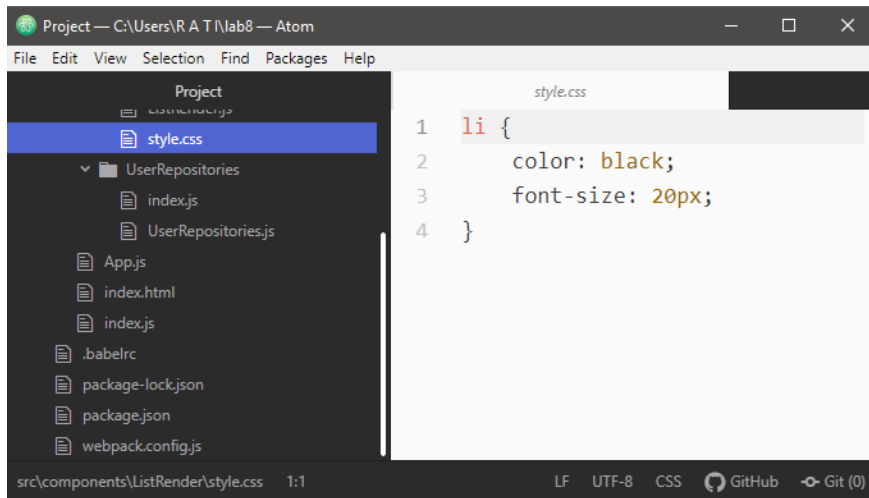 Project — C:\Users\R A T I\lab8 — Atom
File Edit View Selection Find Packages Help
Project
ListRender.js
style.css
UserRepositories
index.js
UserRepositories.js
App.js
index.html
index.js
.babelrc
package-lock.json
package.json
webpack.config.js
style.css
1 li {
2 color: black;
3 font-size: 20px;
4 }
src\components\ListRender\style.css 1:1 LF UTF-8 CSS GitHub Git (0)